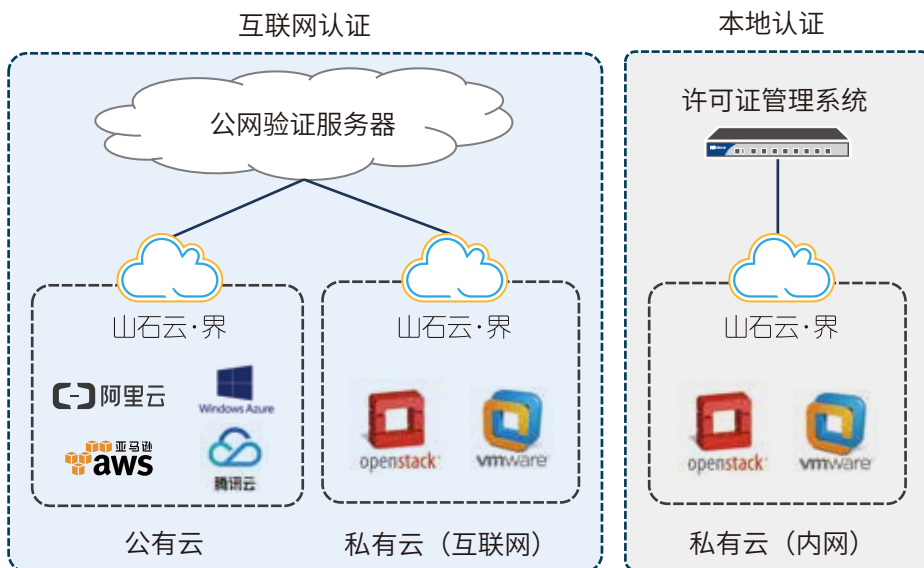 互联网认证
本地认证
公网验证服务器
许可证管理系统
山石云·界
山石云·界
山石云·界
阿里云
Windows Azure
亚马逊
aws
腾讯云
openstack
vmware
openstack
vmware
公有云
私有云（互联网）
私有云（内网）